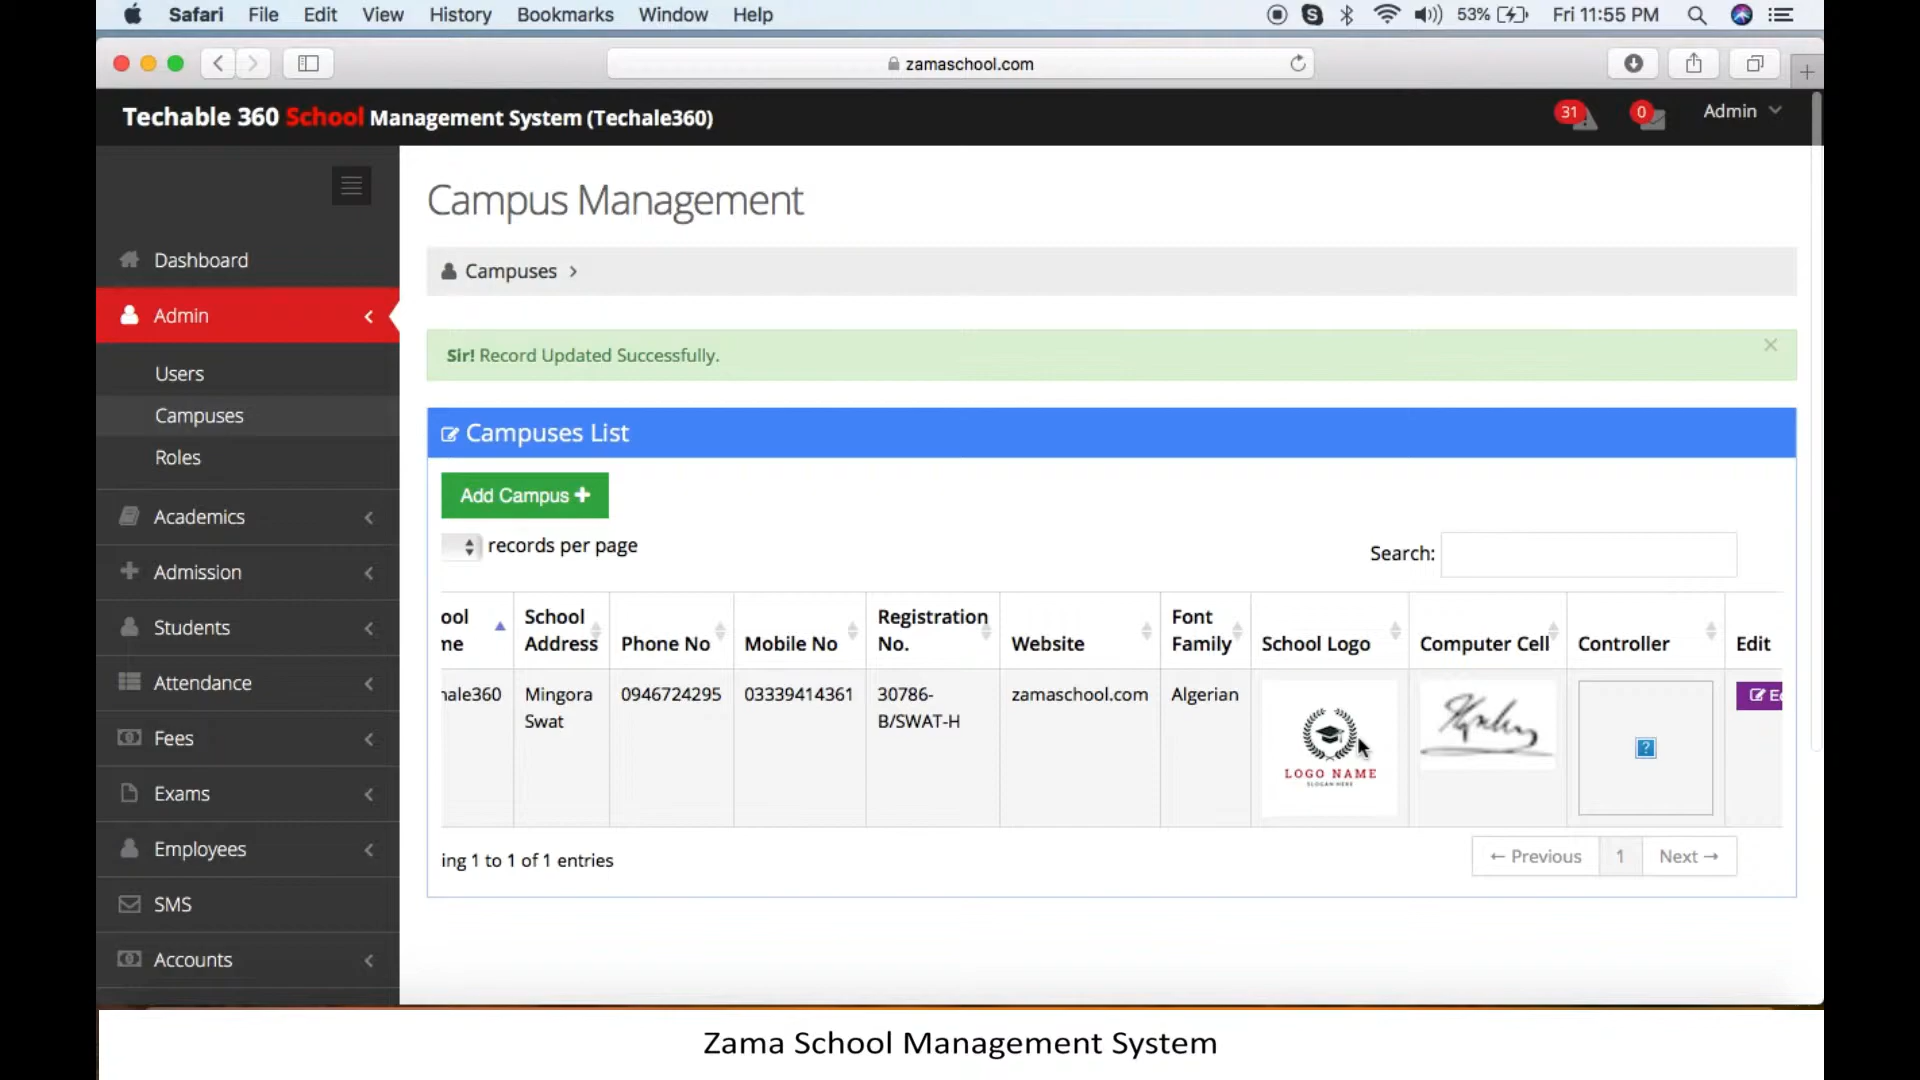 Safari File Edit View History Bookmarks Window Help 53% Fri 11:55 PM
zamaschool.com
Techable 360 School Management System (Techale360) 31 0 Admin
Campus Management
Dashboard
Campuses >
Admin
Sir! Record Updated Successfully. ×
Users
Campuses
Roles
Campuses List
Add Campus +
records per page
Search:
Academics
Admission
Students
Attendance
Fees
Exams
Employees
SMS
Accounts
ool
me
School
Address
Phone No
Mobile No
Registration
No.
Website
Font
Family
School Logo
Computer Cell
Controller
Edit
hale360
Mingora
Swat
0946724295
03339414361
30786-
B/SWAT-H
zamaschool.com
Algerian
LOGO NAME
SLOGAN HERE
?
Ed
ing 1 to 1 of 1 entries
← Previous 1 Next →
Zama School Management System